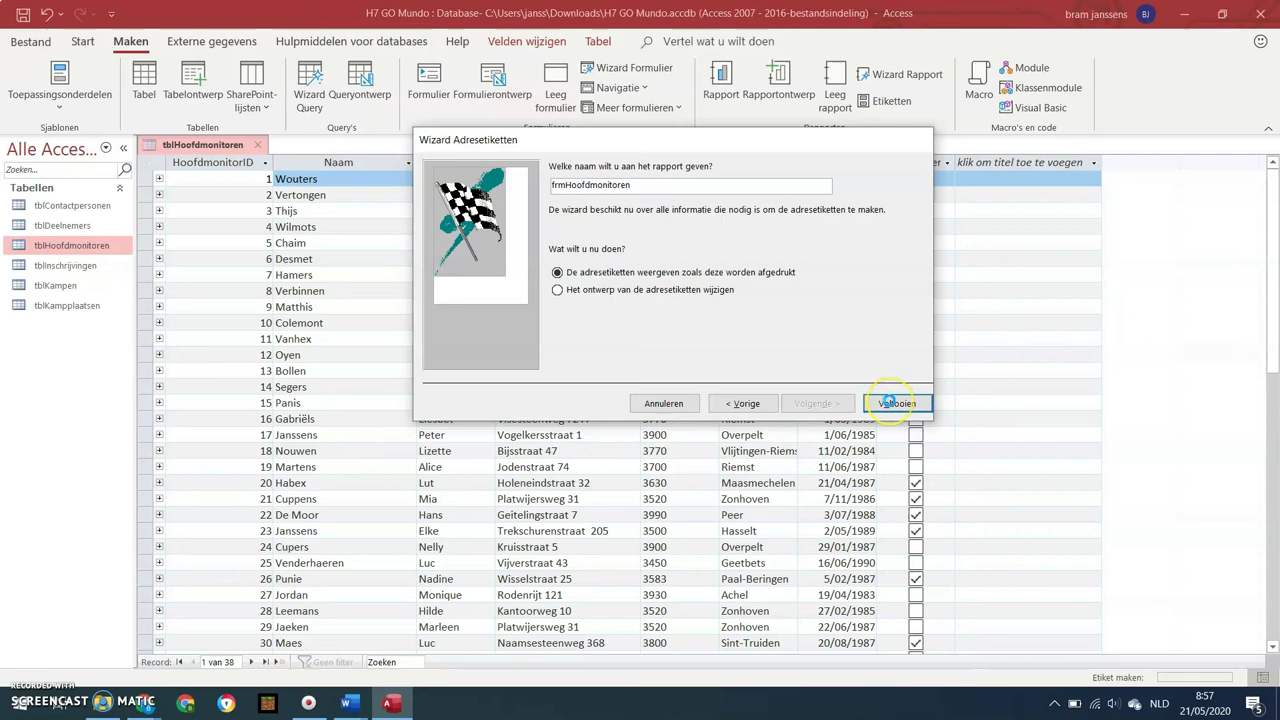 H7 GO Mundo : Database- C:\Users\janss\Downloads\H7 GO Mundo.accdb (Access 2007 - 2016-bestandsindeling) - Access
bram janssens BJ
Bestand Start Maken Externe gegevens Hulpmiddelen voor databases Help Velden wijzigen Tabel Vertel wat u wilt doen
Toepassingsonderdelen
Tabel Tabelontwerp SharePoint-lijsten
Wizard Query Queryontwerp
Formulier Formulierontwerp Leeg formulier
Wizard Formulier
Navigatie
Meer formulieren
Rapport Rapportontwerp Leeg rapport
Wizard Rapport
Etiketten
Macro
Module
Klassenmodule
Visual Basic
Sjablonen Tabellen Query's Macro's en code
Alle Acces...
Zoeken...
Tabellen
tblContactpersonen
tblDeelnemers
tblHoofdmonitoren
tblInschrijvingen
tblKampen
tblKampplaatsen
tblHoofdmonitoren
HoofdmonitorID Naam er klik om titel toe te voegen
1 Wouters
2 Vertongen
3 Thijs
4 Wilmots
5 Chaim
6 Desmet
7 Hamers
8 Verbinnen
9 Matthis
10 Colemont
11 Vanhex
12 Oyen
13 Bollen
14 Segers
15 Panis
16 Gabriëls
17 Janssens Peter Vogelkersstraat 1 3900 Overpelt 1/06/1985
18 Nouwen Lizette Bijsstraat 47 3770 Vlijtingen-Riems 11/02/1984
19 Martens Alice Jodenstraat 74 3700 Riemst 11/06/1987
20 Habex Lut Holeneindstraat 32 3630 Maasmechelen 21/04/1987
21 Cuppens Mia Platwijersweg 31 3520 Zonhoven 7/11/1986
22 De Moor Hans Geitelingstraat 7 3990 Peer 3/07/1988
23 Janssens Elke Trekschurenstraat 205 3500 Hasselt 2/05/1989
24 Cupers Nelly Kruisstraat 5 3900 Overpelt 29/01/1987
25 Venderhaeren Luc Vijverstraat 43 3450 Geetbets 16/06/1990
26 Punie Nadine Wisselstraat 25 3583 Paal-Beringen 5/02/1987
27 Jordan Monique Rodenrijt 121 3930 Achel 19/04/1983
28 Leemans Hilde Kantoorweg 10 3520 Zonhoven 27/02/1985
29 Jaeken Marleen Platwijersweg 31 3520 Zonhoven 22/06/1987
30 Maes Luc Naamsesteenweg 368 3800 Sint-Truiden 20/08/1987
Wizard Adresetiketten
Welke naam wilt u aan het rapport geven?
frmHoofdmonitoren
De wizard beschikt nu over alle informatie die nodig is om de adresetiketten te maken.
Wat wilt u nu doen?
De adresetiketten weergeven zoals deze worden afgedrukt
Het ontwerp van de adresetiketten wijzigen
Annuleren < Vorige Volgende > Voltooien
Record: 1 van 38 Geen filter Zoeken
Etiket maken:
RECORDED WITH
SCREENCAST MATIC
NLD
8:57
21/05/2020
5